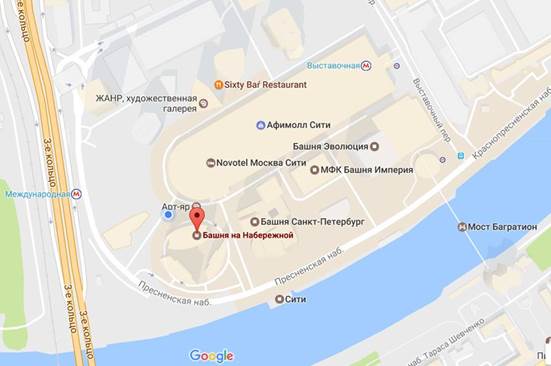 3-е кольцо
Выставочная
Sixty Bar Restaurant
ЖАНР, художественная
галерея
Афимолл Сити
Выставочный пер
Краснопресненская наб.
Башня Эволюция
3-е кольцо
Novotel Москва Сити
МФК Башня Империя
Международная
Арт-яр
Башня Санкт-Петербург
Мост Багратион
Башня на Набережной
Пресненская наб.
Пресненская наб.
Сити
3-е кольцо
Google
наб. Тараса Шевченко